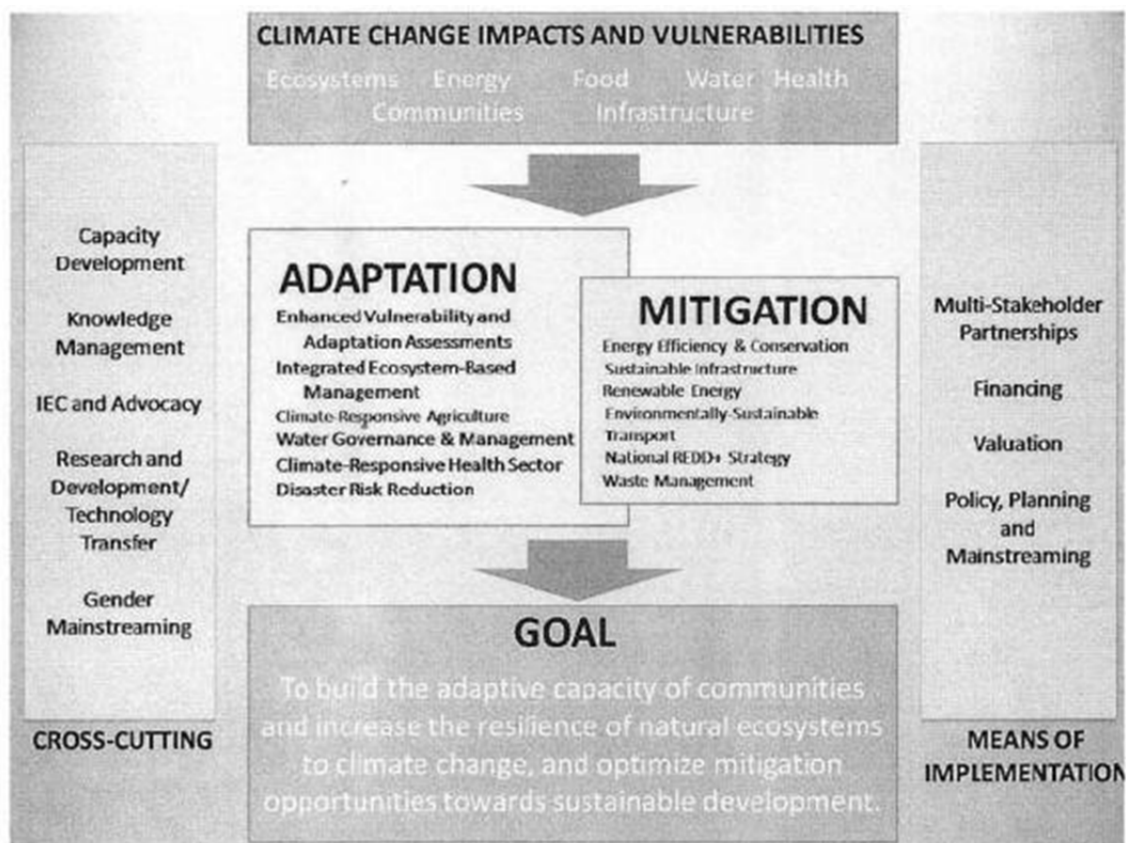 CLIMATE CHANGE IMPACTS AND VULNERABILITIES
Ecosystems Energy Food Water Health
Communities Infrastructure
Capacity
Development
Knowledge
Management
IEC and Advocacy
Research and
Development/
Technology
Transfer
Gender
Mainstreaming
CROSS-CUTTING
ADAPTATION
Enhanced Vulnerability and
Adaptation Assessments
Integrated Ecosystem-Based
Management
Climate-Responsive Agriculture
Water Governance & Management
Climate-Responsive Health Sector
Disaster Risk Reduction
MITIGATION
Energy Efficiency & Conservation
Sustainable Infrastructure
Renewable Energy
Environmentally-Sustainable
Transport
National REDD+ Strategy
Waste Management
Multi-Stakeholder
Partnerships
Financing
Valuation
Policy, Planning
and
Mainstreaming
MEANS OF
IMPLEMENTATION
GOAL
To build the adaptive capacity of communities
and increase the resilience of natural ecosystems
to climate change, and optimize mitigation
opportunities towards sustainable development.